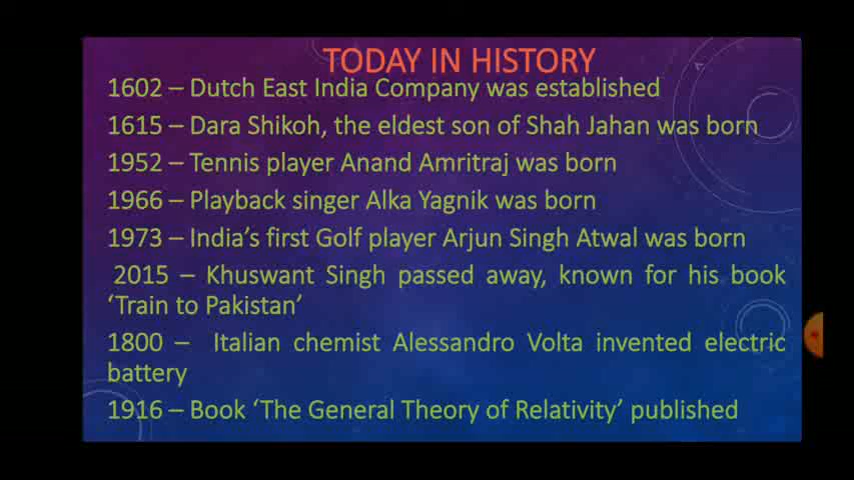 TODAY IN HISTORY
1602 – Dutch East India Company was established
1615 – Dara Shikoh, the eldest son of Shah Jahan was born
1952 – Tennis player Anand Amritraj was born
1966 – Playback singer Alka Yagnik was born
1973 – India's first Golf player Arjun Singh Atwal was born
2015 – Khuswant Singh passed away, known for his book
‘Train to Pakistan’
1800 – Italian chemist Alessandro Volta invented electric
battery
1916 – Book ‘The General Theory of Relativity’ published